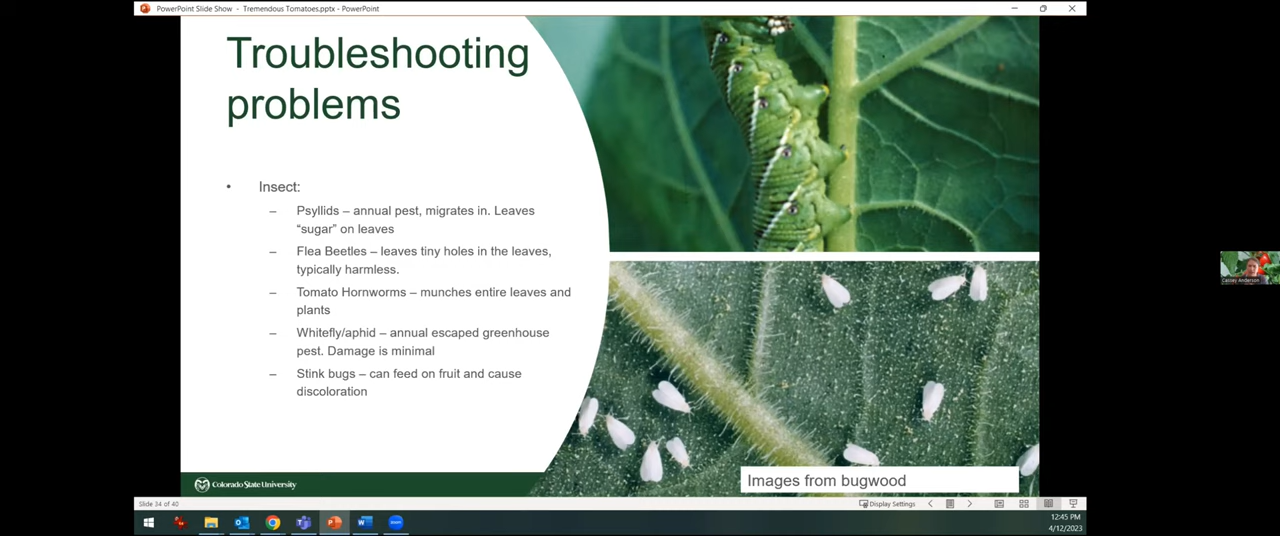 PowerPoint Slide Show - Tremendous Tomatoes.pptx - PowerPoint
Troubleshooting
problems
• Insect:
– Psyllids – annual pest, migrates in. Leaves
“sugar” on leaves
– Flea Beetles – leaves tiny holes in the leaves,
typically harmless.
– Tomato Hornworms – munches entire leaves and
plants
– Whitefly/aphid – annual escaped greenhouse
pest. Damage is minimal
– Stink bugs – can feed on fruit and cause
discoloration
Cassey Anderson
Images from bugwood
Colorado State University
Slide 34 of 40
Display Settings
12:45 PM
4/12/2023